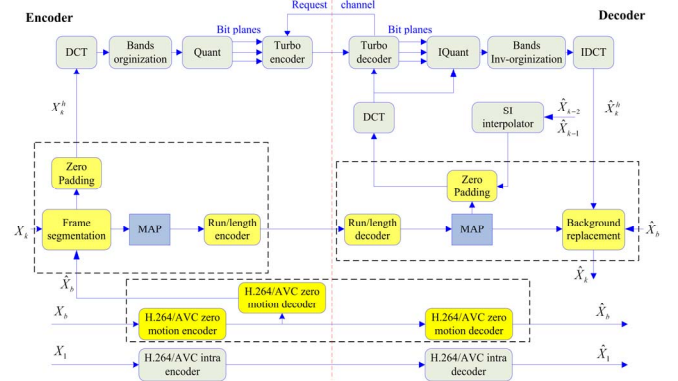 Encoder
Request channel
Decoder
Bit planes
Bit planes
DCT
Bands
orginization
Quant
Turbo
encoder
Turbo
decoder
IQuant
Bands
Inv-orginization
IDCT
X_k^h
DCT
SI
interpolator
X̂_{k-2}
X̂_{k-1}
X̂_k^h
Zero
Padding
Zero
Padding
X_k
Frame
segmentation
MAP
Run/length
encoder
Run/length
decoder
MAP
Background
replacement
X̂_b
X̂_b
X̂_k
H.264/AVC zero
motion decoder
X_b
H.264/AVC zero
motion encoder
H.264/AVC zero
motion decoder
X̂_b
X_1
H.264/AVC intra
encoder
H.264/AVC intra
decoder
X̂_1